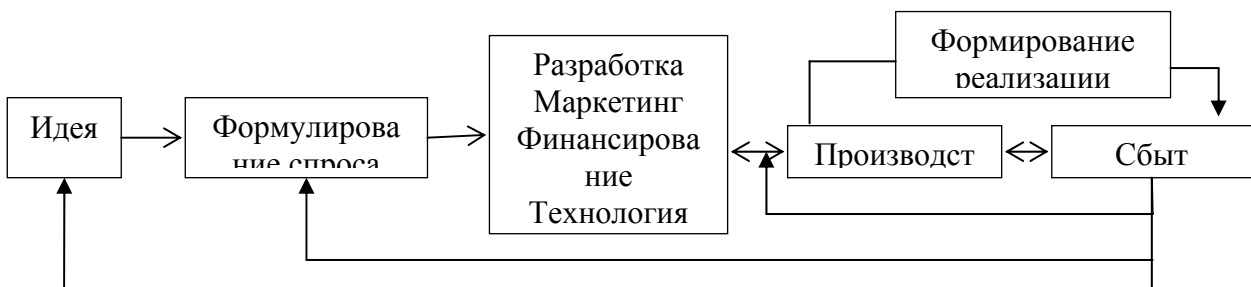 Идея
Формулирова
ние спроса
Разработка
Маркетинг
Финансирова
ние
Технология
Формирование
реализации
Производст
Сбыт